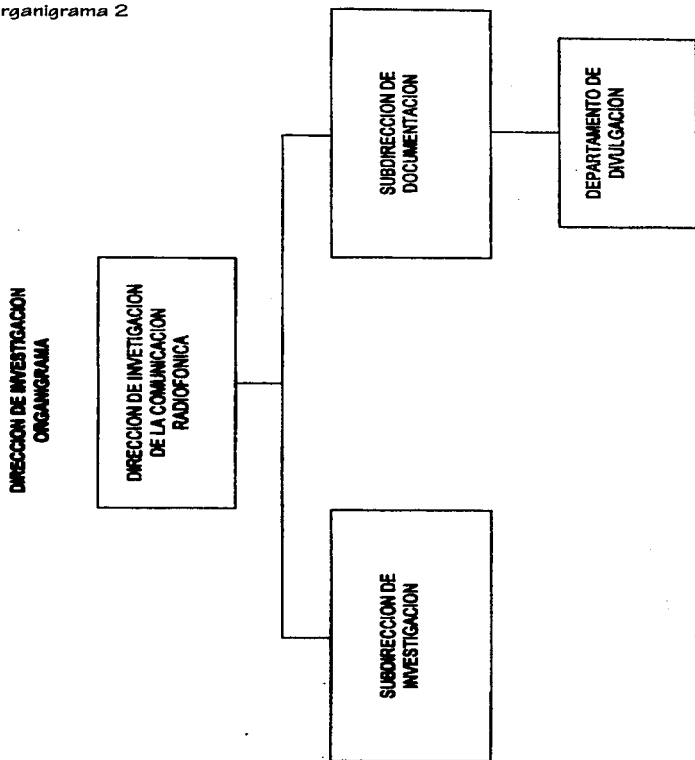 rganigrama 2
DIRECCION DE INVESTIGACION
ORGANIGRAMA
DIRECCION DE INVETIGACION
DE LA COMUNICACION
RADIOFONICA
SUBDIRECCION DE
INVESTIGACION
SUBDIRECCION DE
DOCUMENTACION
DEPARTAMENTO DE
DIVULGACION